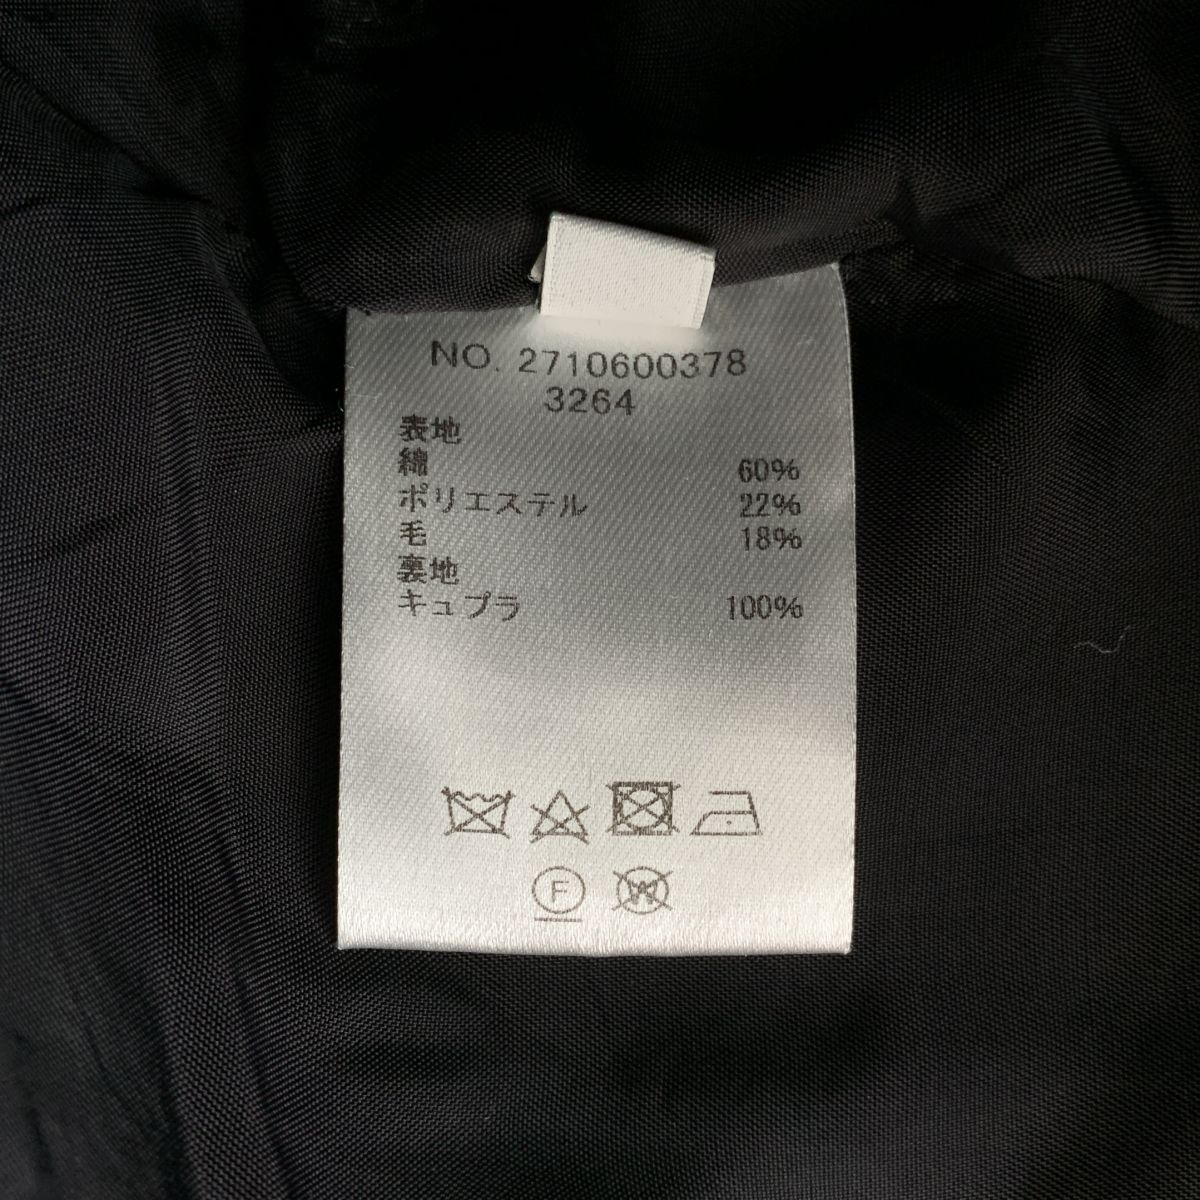 NO. 2710600378
3264
表地
綿 60%
ポリエステル 22%
毛 18%
裏地
キュプラ 100%
F W